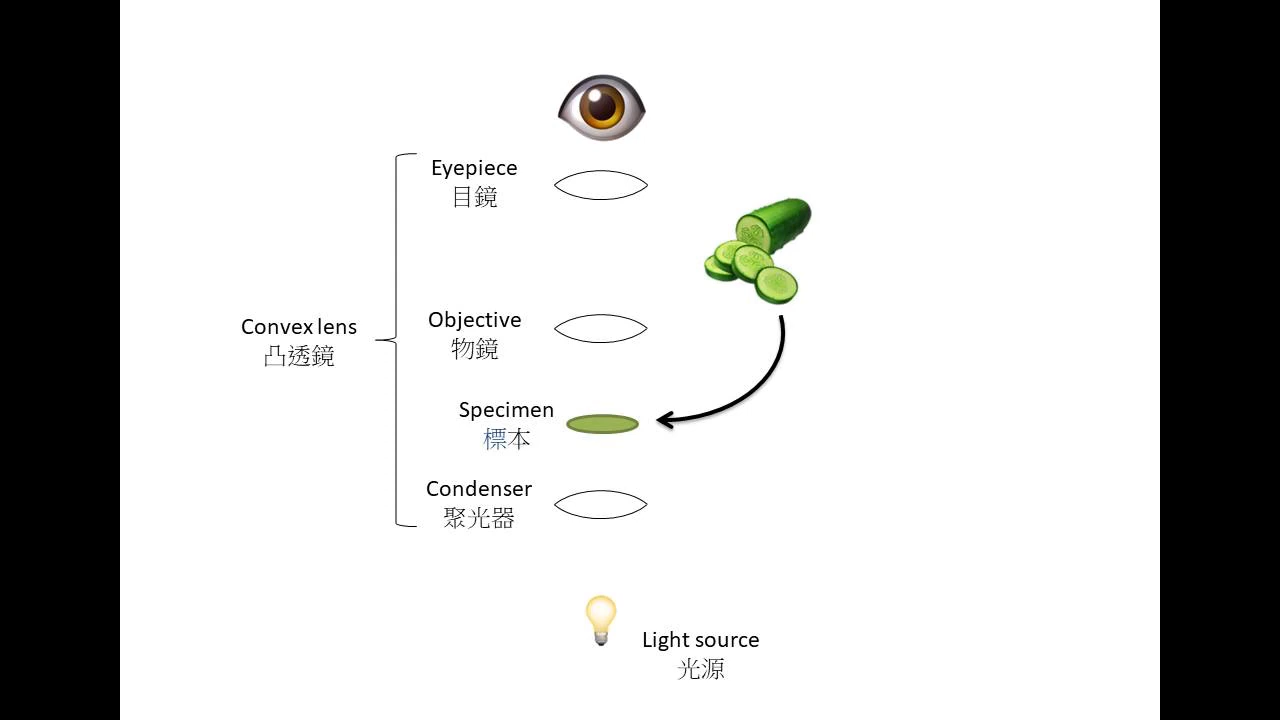 Eyepiece
目鏡
Convex lens
凸透鏡
Objective
物鏡
Specimen
標本
Condenser
聚光器
Light source
光源